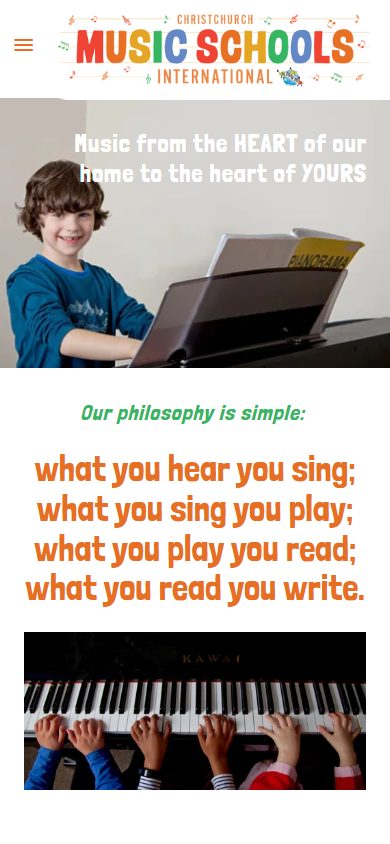 CHRISTCHURCH
MUSIC SCHOOLS
INTERNATIONAL
Music from the HEART of our
home to the heart of YOURS
PANORAMA
Our philosophy is simple:
what you hear you sing;
what you sing you play;
what you play you read;
what you read you write.
KAWAI